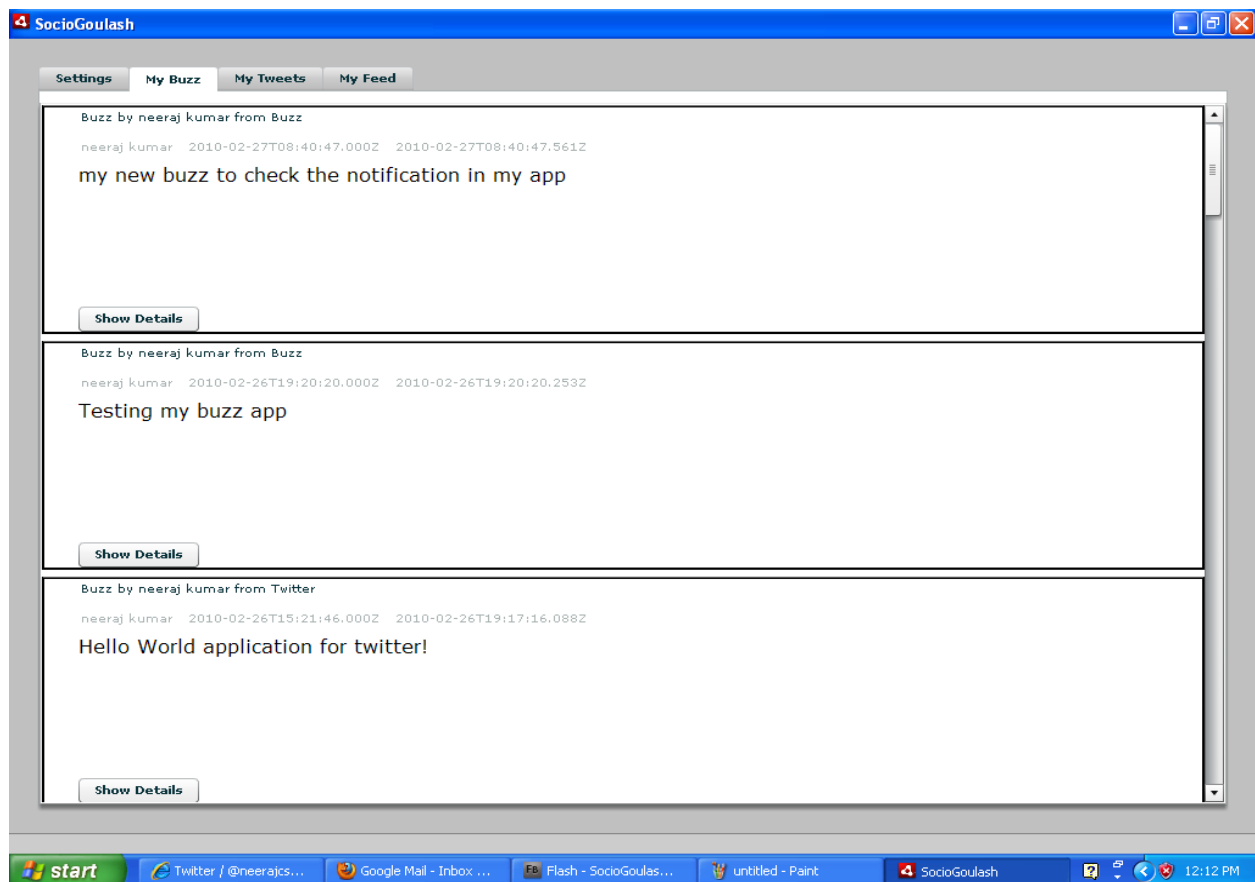 SocioGoulash
Settings My Buzz My Tweets My Feed
Buzz by neeraj kumar from Buzz
neeraj kumar 2010-02-27T08:40:47.000Z 2010-02-27T08:40:47.561Z
my new buzz to check the notification in my app
Show Details
Buzz by neeraj kumar from Buzz
neeraj kumar 2010-02-26T19:20:20.000Z 2010-02-26T19:20:20.253Z
Testing my buzz app
Show Details
Buzz by neeraj kumar from Twitter
neeraj kumar 2010-02-26T15:21:46.000Z 2010-02-26T19:17:16.088Z
Hello World application for twitter!
Show Details
start Twitter / @neerajcs... Google Mail - Inbox ... FB Flash - SocioGoulas... untitled - Paint SocioGoulash 12:12 PM